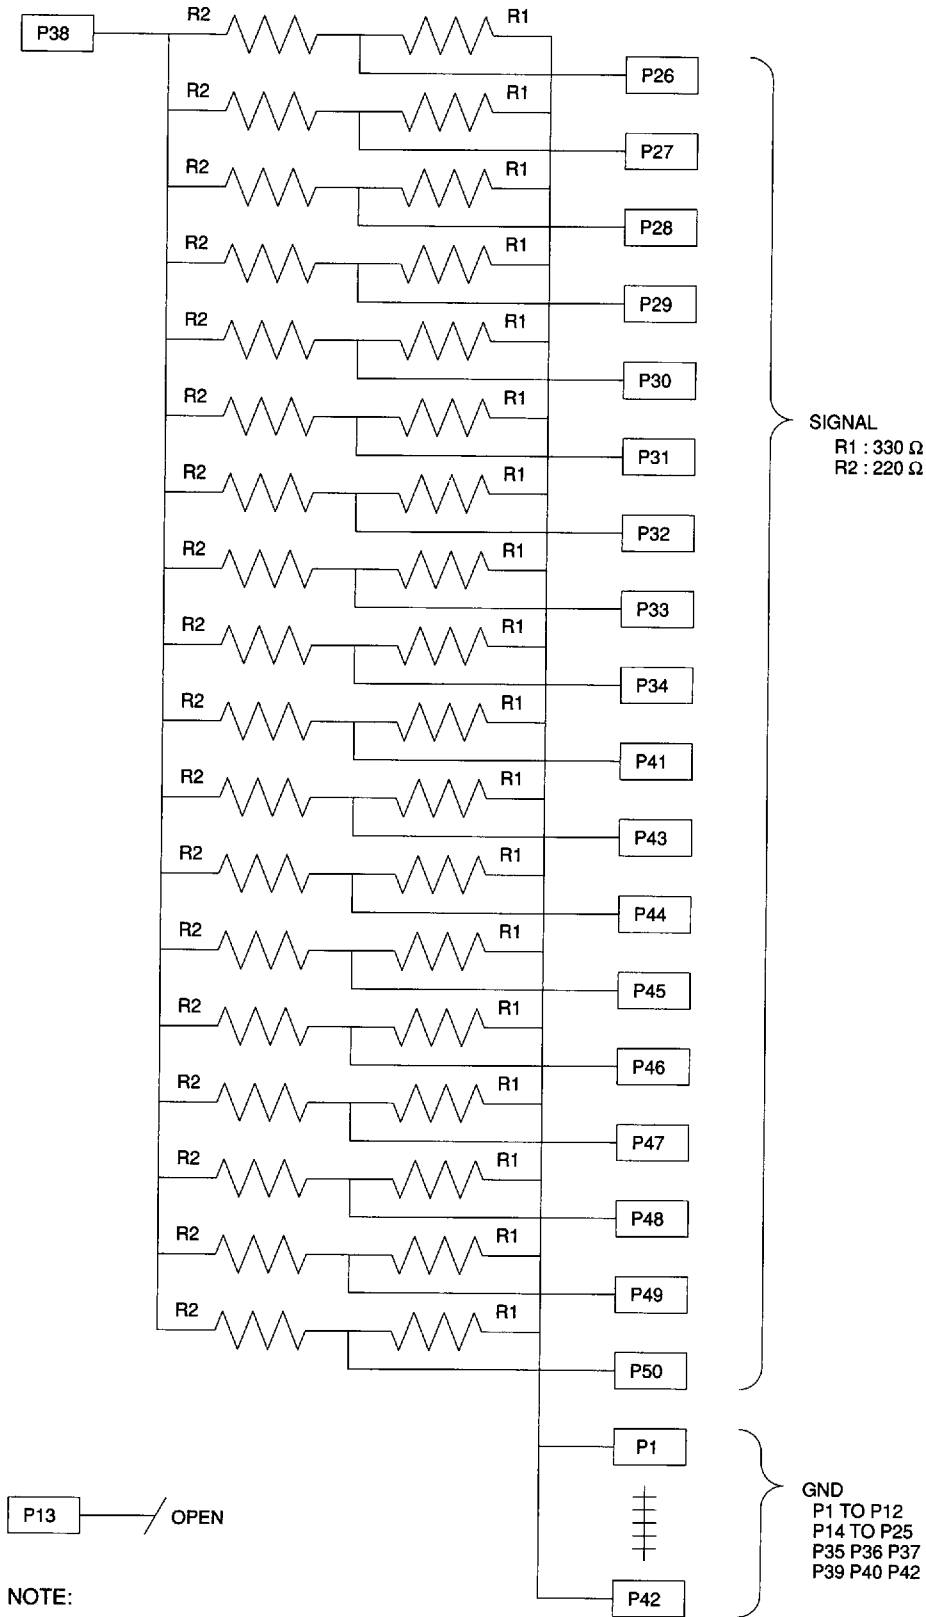 P38
R2 R1
P26
R2 R1
P27
R2 R1
P28
R2 R1
P29
R2 R1
P30
R2 R1
P31
SIGNAL
R1 : 330 Ω
R2 : 220 Ω
R2 R1
P32
R2 R1
P33
R2 R1
P34
R2 R1
P41
R2 R1
P43
R2 R1
P44
R2 R1
P45
R2 R1
P46
R2 R1
P47
R2 R1
P48
R2 R1
P49
R2 R1
P50
P1
GND
P1 TO P12
P14 TO P25
P35 P36 P37
P39 P40 P42
P13 OPEN
P42
NOTE: